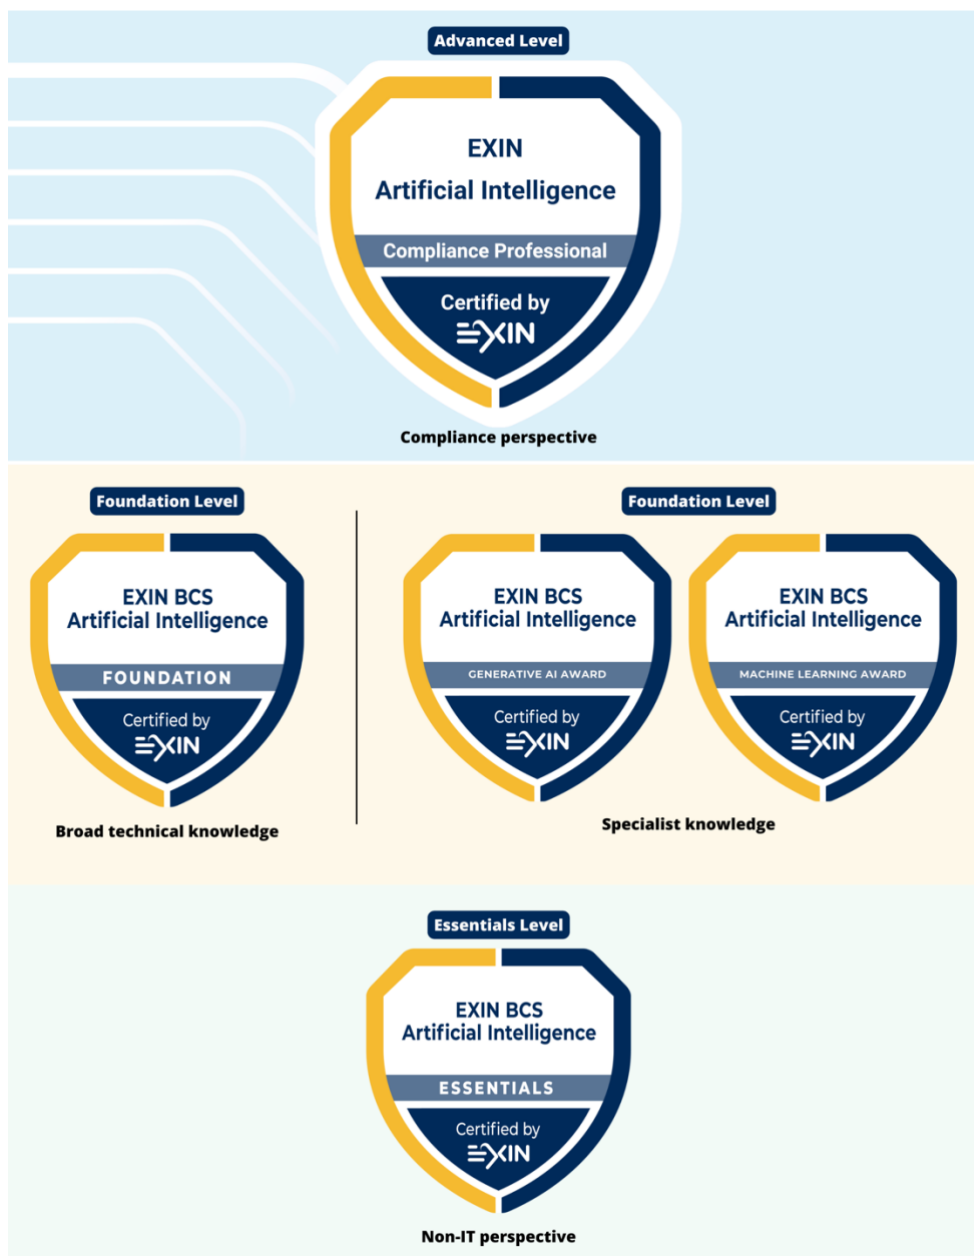 Advanced Level
EXIN
Artificial Intelligence
Compliance Professional
Certified by
EXIN
Compliance perspective
Foundation Level
EXIN BCS
Artificial Intelligence
FOUNDATION
Certified by
EXIN
Broad technical knowledge
Foundation Level
EXIN BCS
Artificial Intelligence
GENERATIVE AI AWARD
Certified by
EXIN
EXIN BCS
Artificial Intelligence
MACHINE LEARNING AWARD
Certified by
EXIN
Specialist knowledge
Essentials Level
EXIN BCS
Artificial Intelligence
ESSENTIALS
Certified by
EXIN
Non-IT perspective